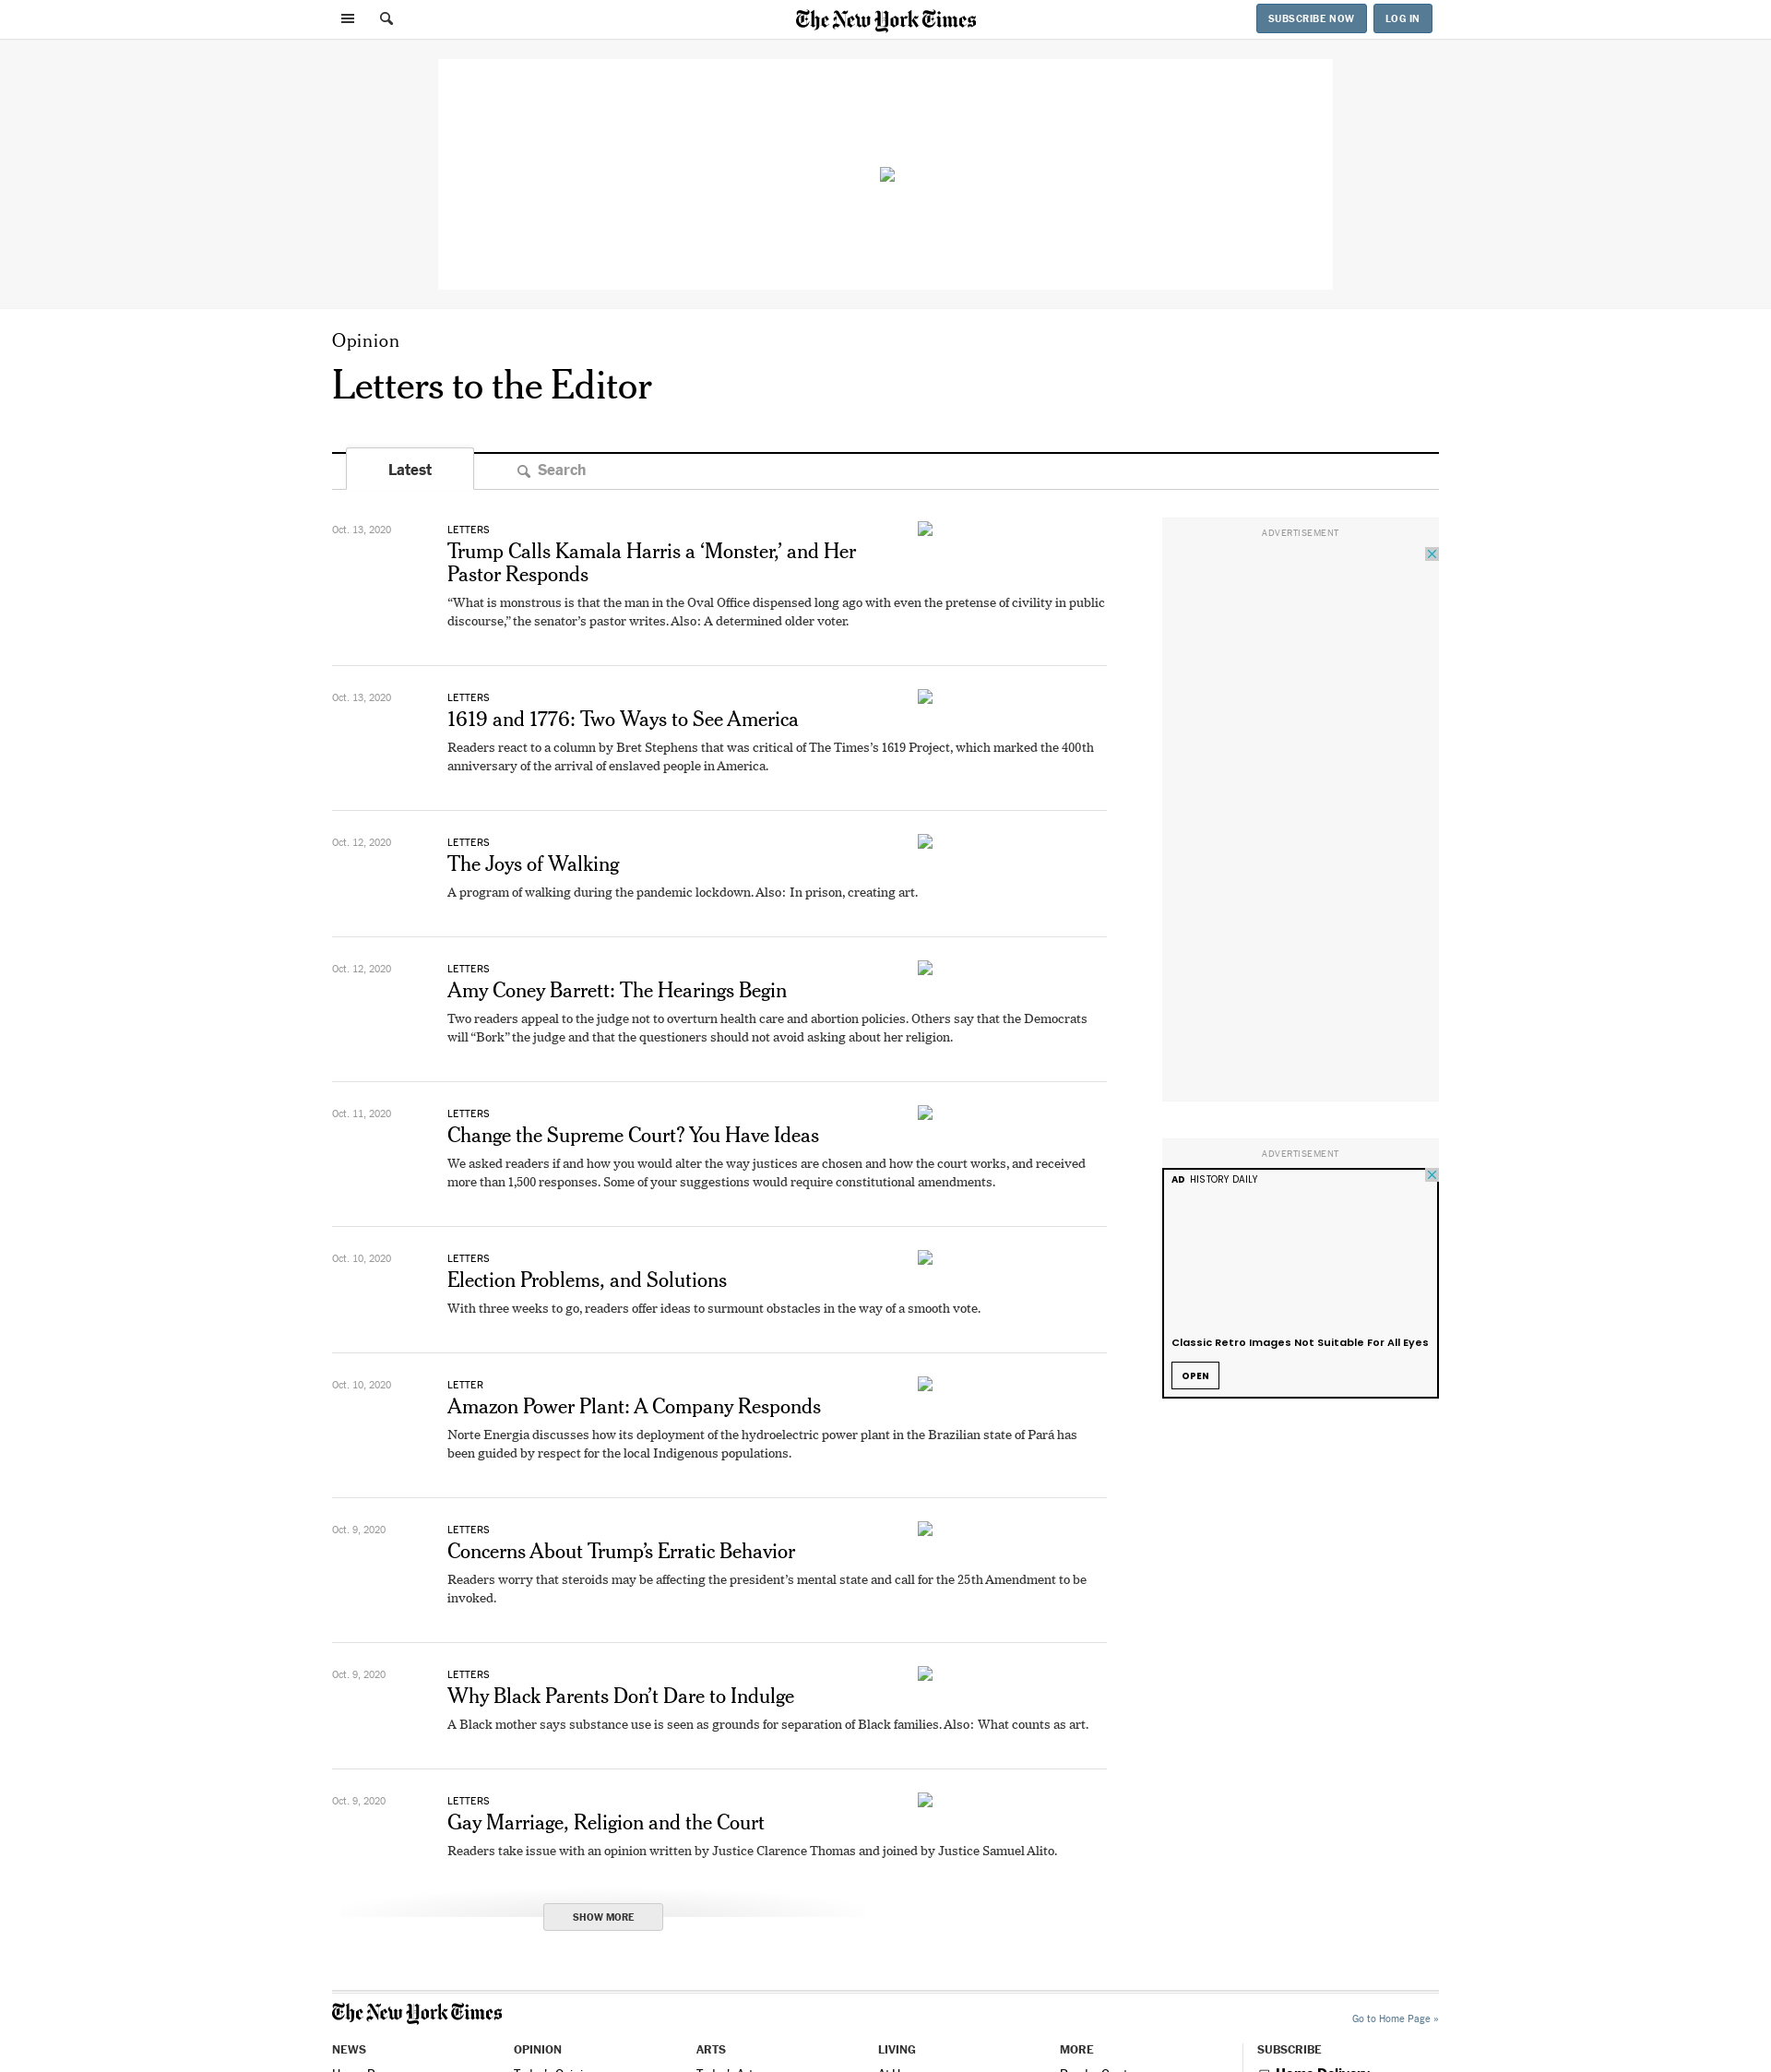 The New York Times
SUBSCRIBE NOW
LOG IN
Opinion
Letters to the Editor
Latest
Search
Oct. 13, 2020
LETTERS
Trump Calls Kamala Harris a ‘Monster,’ and Her
Pastor Responds
“What is monstrous is that the man in the Oval Office dispensed long ago with even the pretense of civility in public
discourse,” the senator’s pastor writes. Also: A determined older voter.
Oct. 13, 2020
LETTERS
1619 and 1776: Two Ways to See America
Readers react to a column by Bret Stephens that was critical of The Times’s 1619 Project, which marked the 400th
anniversary of the arrival of enslaved people in America.
Oct. 12, 2020
LETTERS
The Joys of Walking
A program of walking during the pandemic lockdown. Also: In prison, creating art.
Oct. 12, 2020
LETTERS
Amy Coney Barrett: The Hearings Begin
Two readers appeal to the judge not to overturn health care and abortion policies. Others say that the Democrats
will “Bork” the judge and that the questioners should not avoid asking about her religion.
Oct. 11, 2020
LETTERS
Change the Supreme Court? You Have Ideas
We asked readers if and how you would alter the way justices are chosen and how the court works, and received
more than 1,500 responses. Some of your suggestions would require constitutional amendments.
Oct. 10, 2020
LETTERS
Election Problems, and Solutions
With three weeks to go, readers offer ideas to surmount obstacles in the way of a smooth vote.
Oct. 10, 2020
LETTER
Amazon Power Plant: A Company Responds
Norte Energia discusses how its deployment of the hydroelectric power plant in the Brazilian state of Pará has
been guided by respect for the local Indigenous populations.
Oct. 9, 2020
LETTERS
Concerns About Trump’s Erratic Behavior
Readers worry that steroids may be affecting the president’s mental state and call for the 25th Amendment to be
invoked.
Oct. 9, 2020
LETTERS
Why Black Parents Don’t Dare to Indulge
A Black mother says substance use is seen as grounds for separation of Black families. Also: What counts as art.
Oct. 9, 2020
LETTERS
Gay Marriage, Religion and the Court
Readers take issue with an opinion written by Justice Clarence Thomas and joined by Justice Samuel Alito.
SHOW MORE
ADVERTISEMENT
ADVERTISEMENT
AD HISTORY DAILY
Classic Retro Images Not Suitable For All Eyes
OPEN
The New York Times
Go to Home Page »
NEWS
OPINION
ARTS
LIVING
MORE
SUBSCRIBE